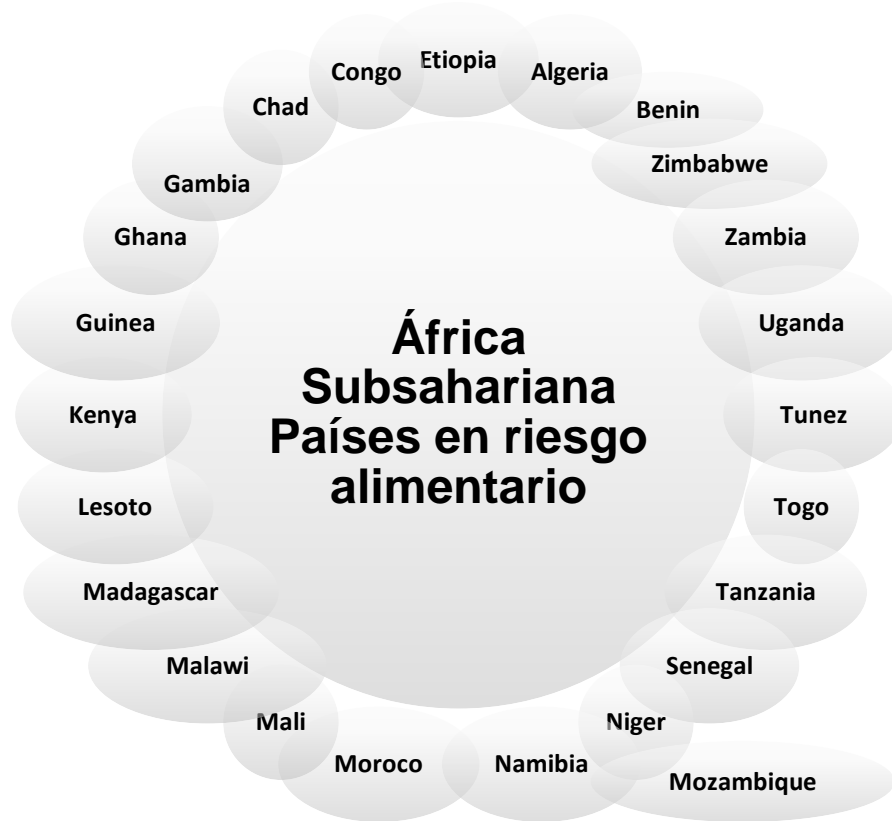 Etiopia
Algeria
Benin
Zimbabwe
Zambia
Uganda
Tunez
Togo
Tanzania
Senegal
Niger
Mozambique
Namibia
Moroco
Mali
Malawi
Madagascar
Lesoto
Kenya
Guinea
Ghana
Gambia
Chad
Congo
África
Subsahariana
Países en riesgo
alimentario